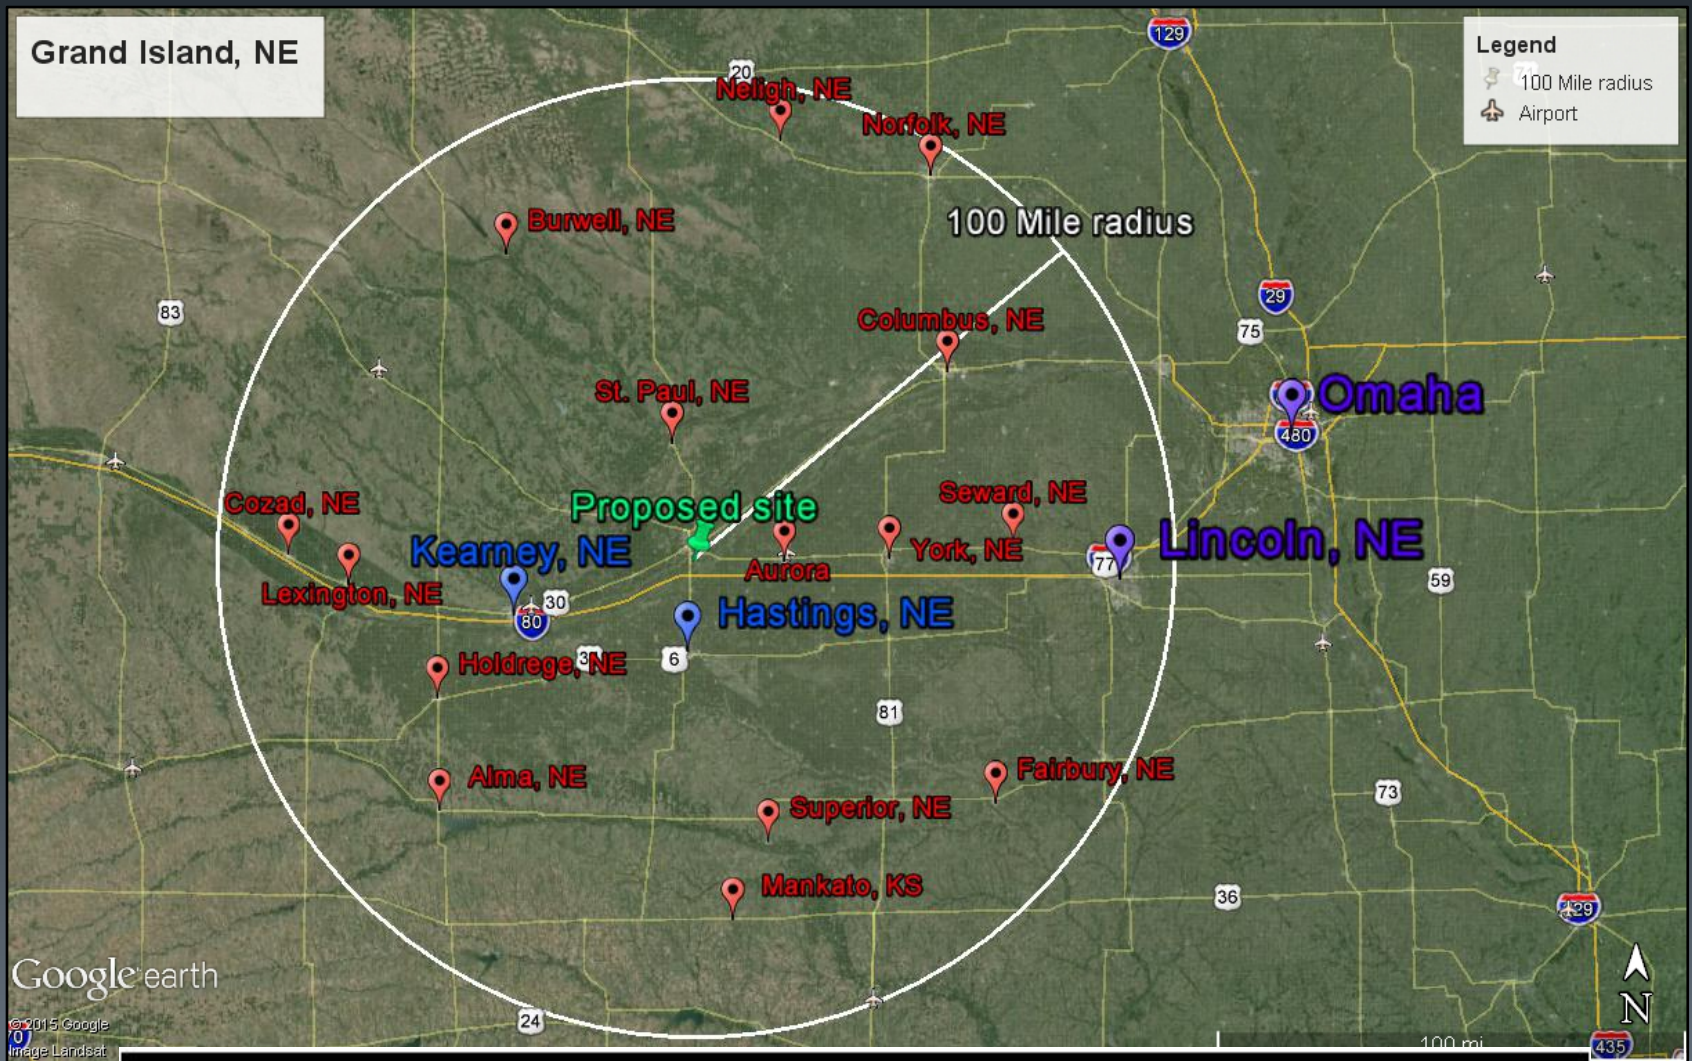 Grand Island, NE
Legend
100 Mile radius
Airport
129
20
Neligh, NE
Norfolk, NE
Burwell, NE
100 Mile radius
83
29
75
Columbus, NE
St. Paul, NE
Omaha
480
Cozad, NE
Proposed site
Seward, NE
Kearney, NE
York, NE
Lincoln, NE
77
Aurora
Lexington, NE
30
59
80
Hastings, NE
Holdrege, NE
6
81
Alma, NE
Fairbury, NE
73
Superior, NE
Mankato, KS
36
29
Google earth
N
24
© 2015 Google
Image Landsat
100 mi
435